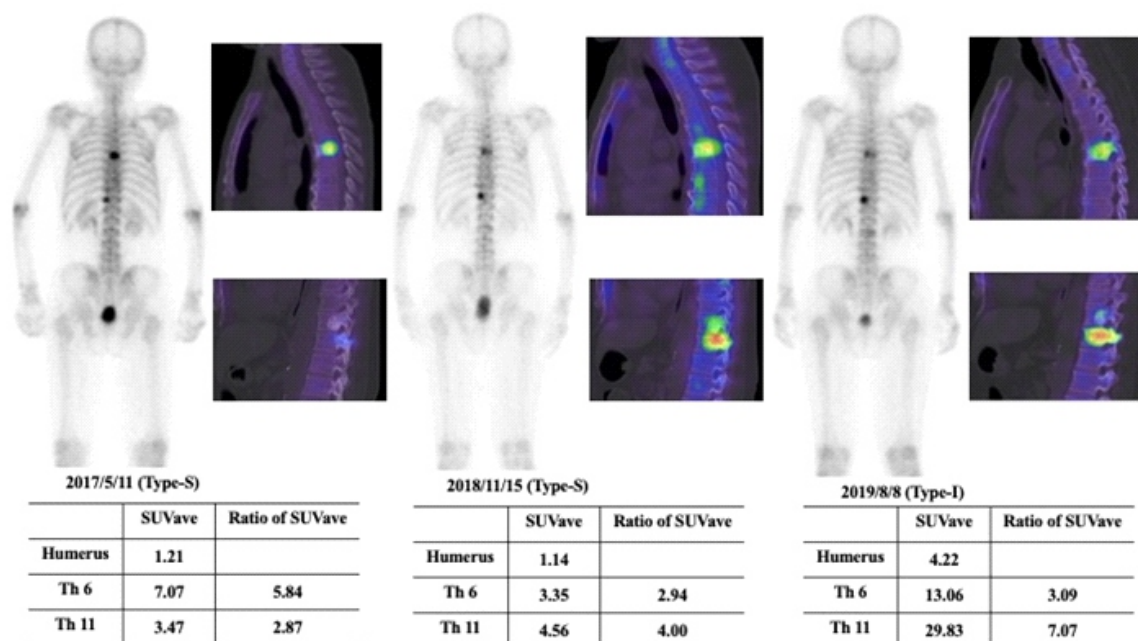 2017/5/11 (Type-S)
SUVave Ratio of SUVave
Humerus 1.21
Th 6 7.07 5.84
Th 11 3.47 2.87
2018/11/15 (Type-S)
SUVave Ratio of SUVave
Humerus 1.14
Th 6 3.35 2.94
Th 11 4.56 4.00
2019/8/8 (Type-I)
SUVave Ratio of SUVave
Humerus 4.22
Th 6 13.06 3.09
Th 11 29.83 7.07